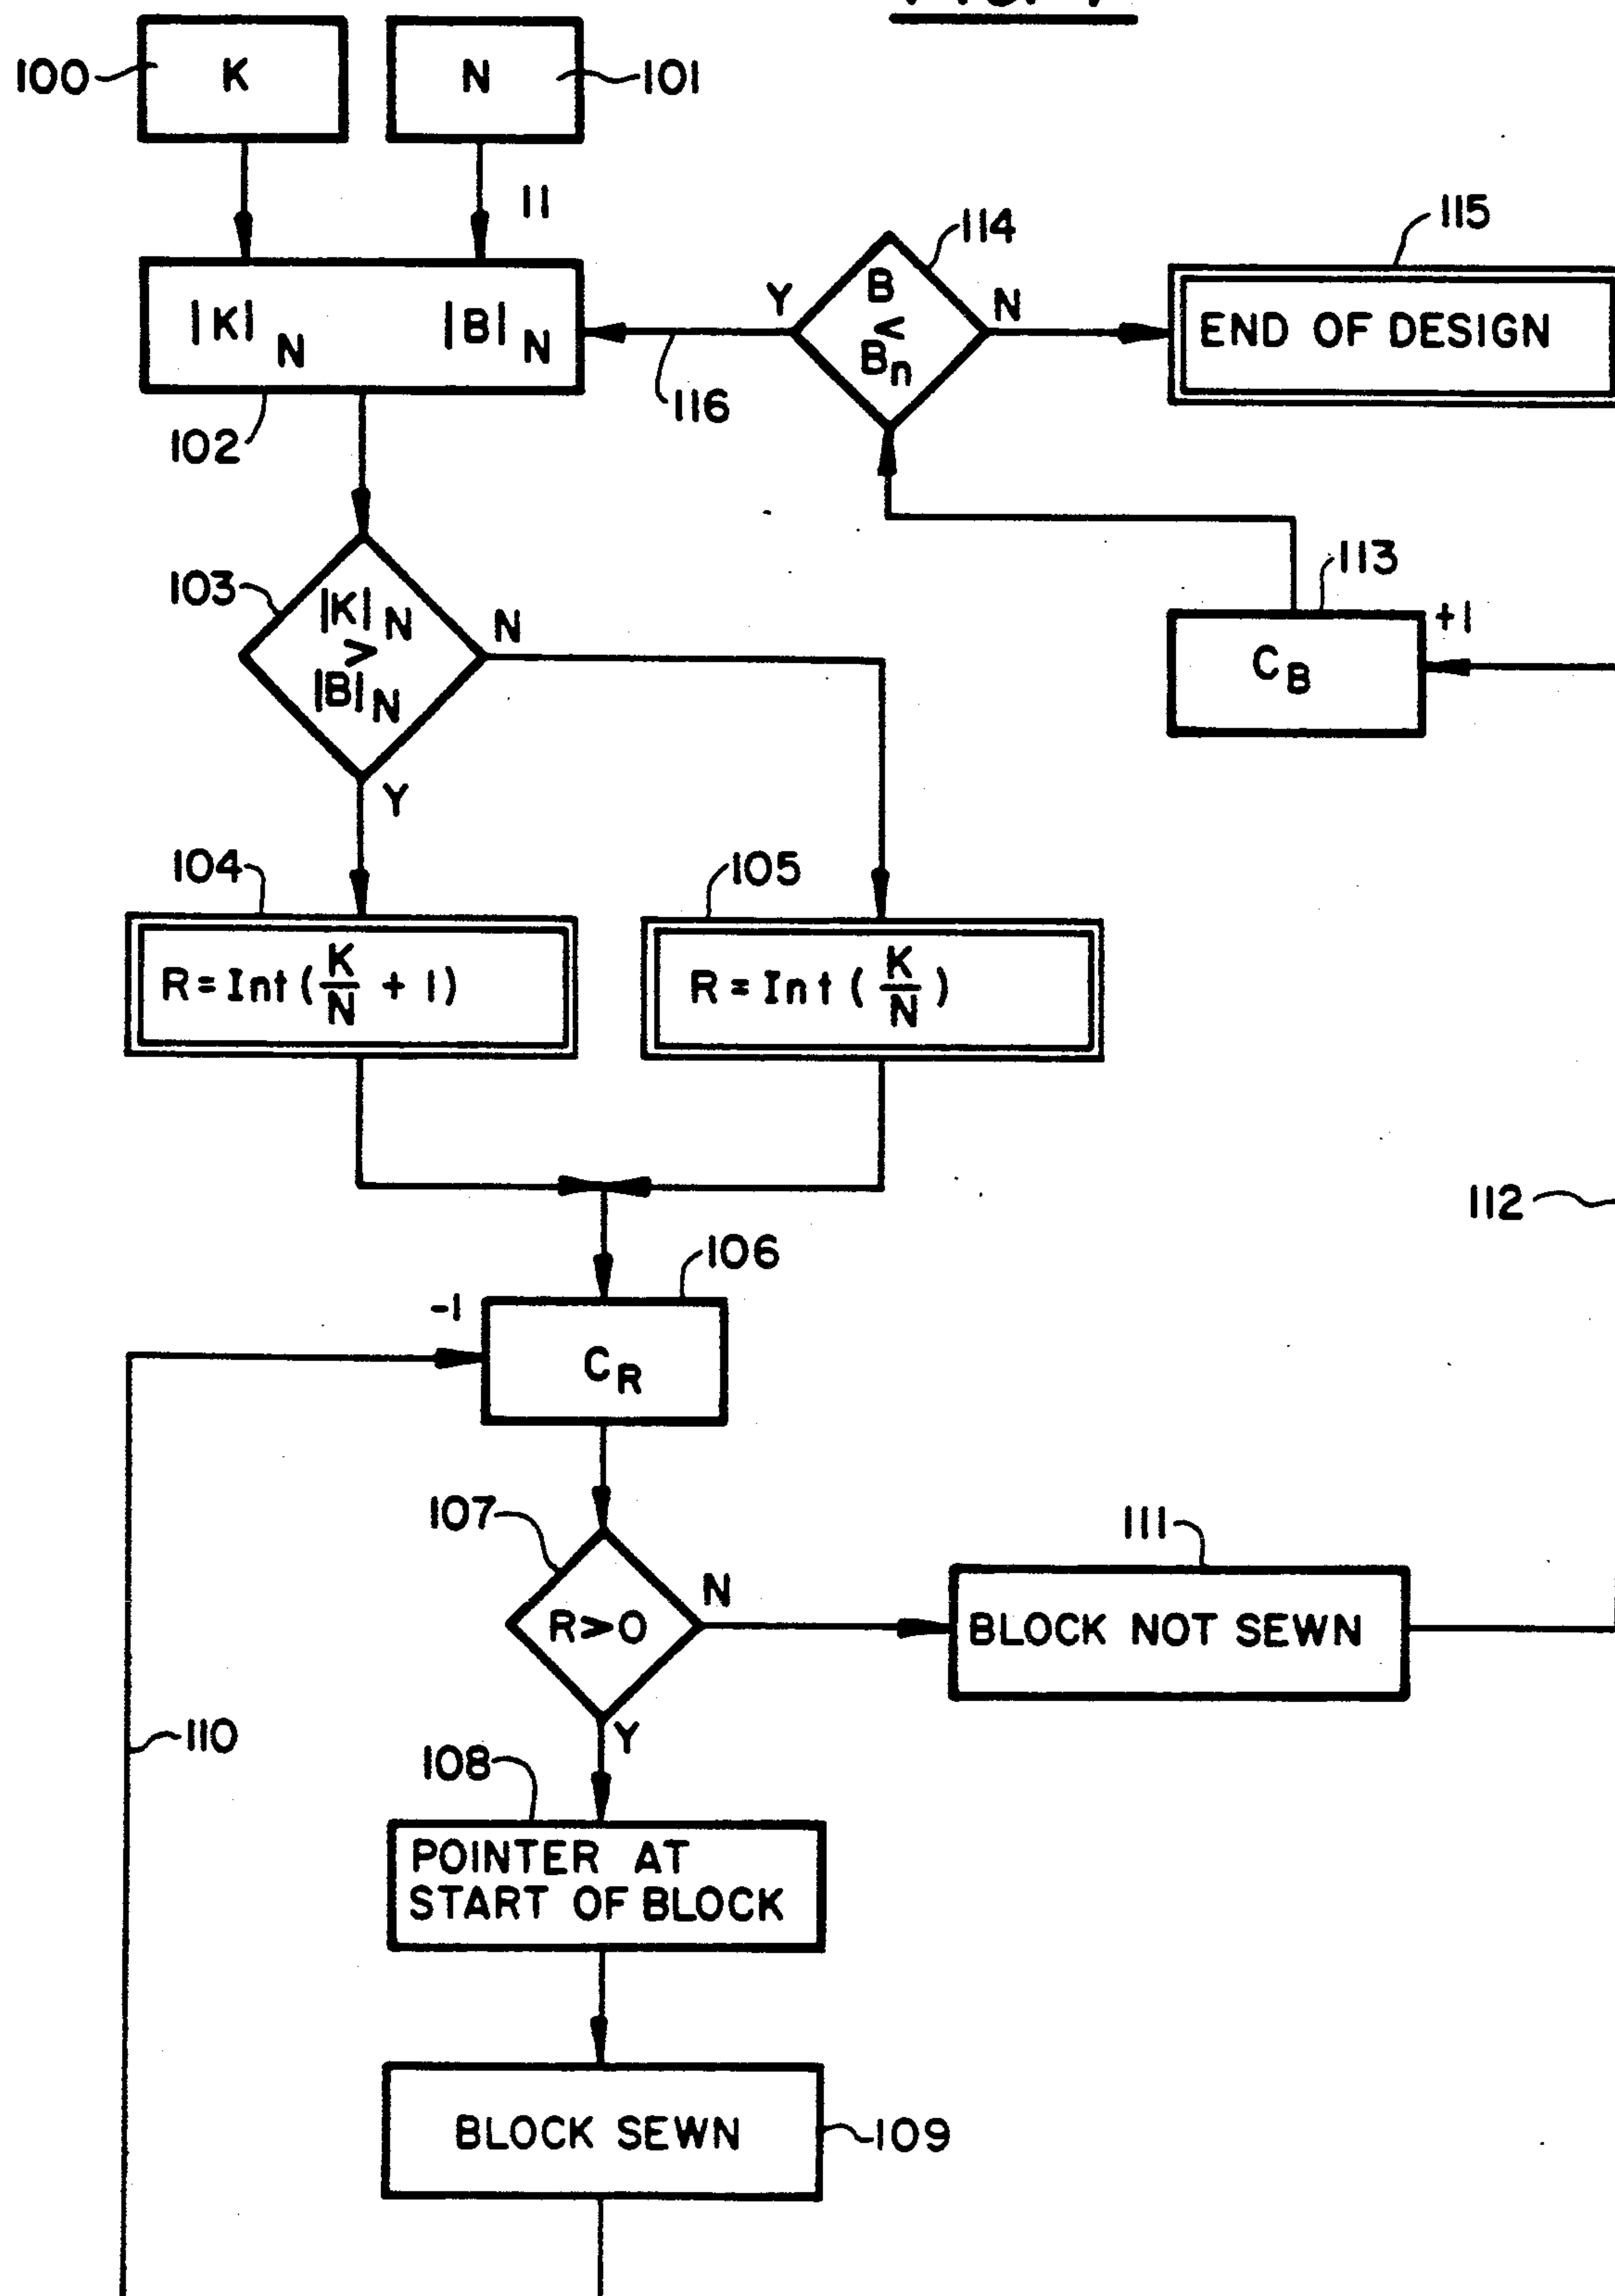 100
K
N
101
11
|K| N
|B| N
102
116
B
<
Bn
114
Y
N
115
END OF DESIGN
113
+1
CB
103
|K| N
>
|B| N
N
Y
104
R = Int ( K/N + 1 )
105
R = Int ( K/N )
112
106
-1
CR
107
R>0
N
Y
111
BLOCK NOT SEWN
110
108
POINTER AT
START OF BLOCK
BLOCK SEWN
109